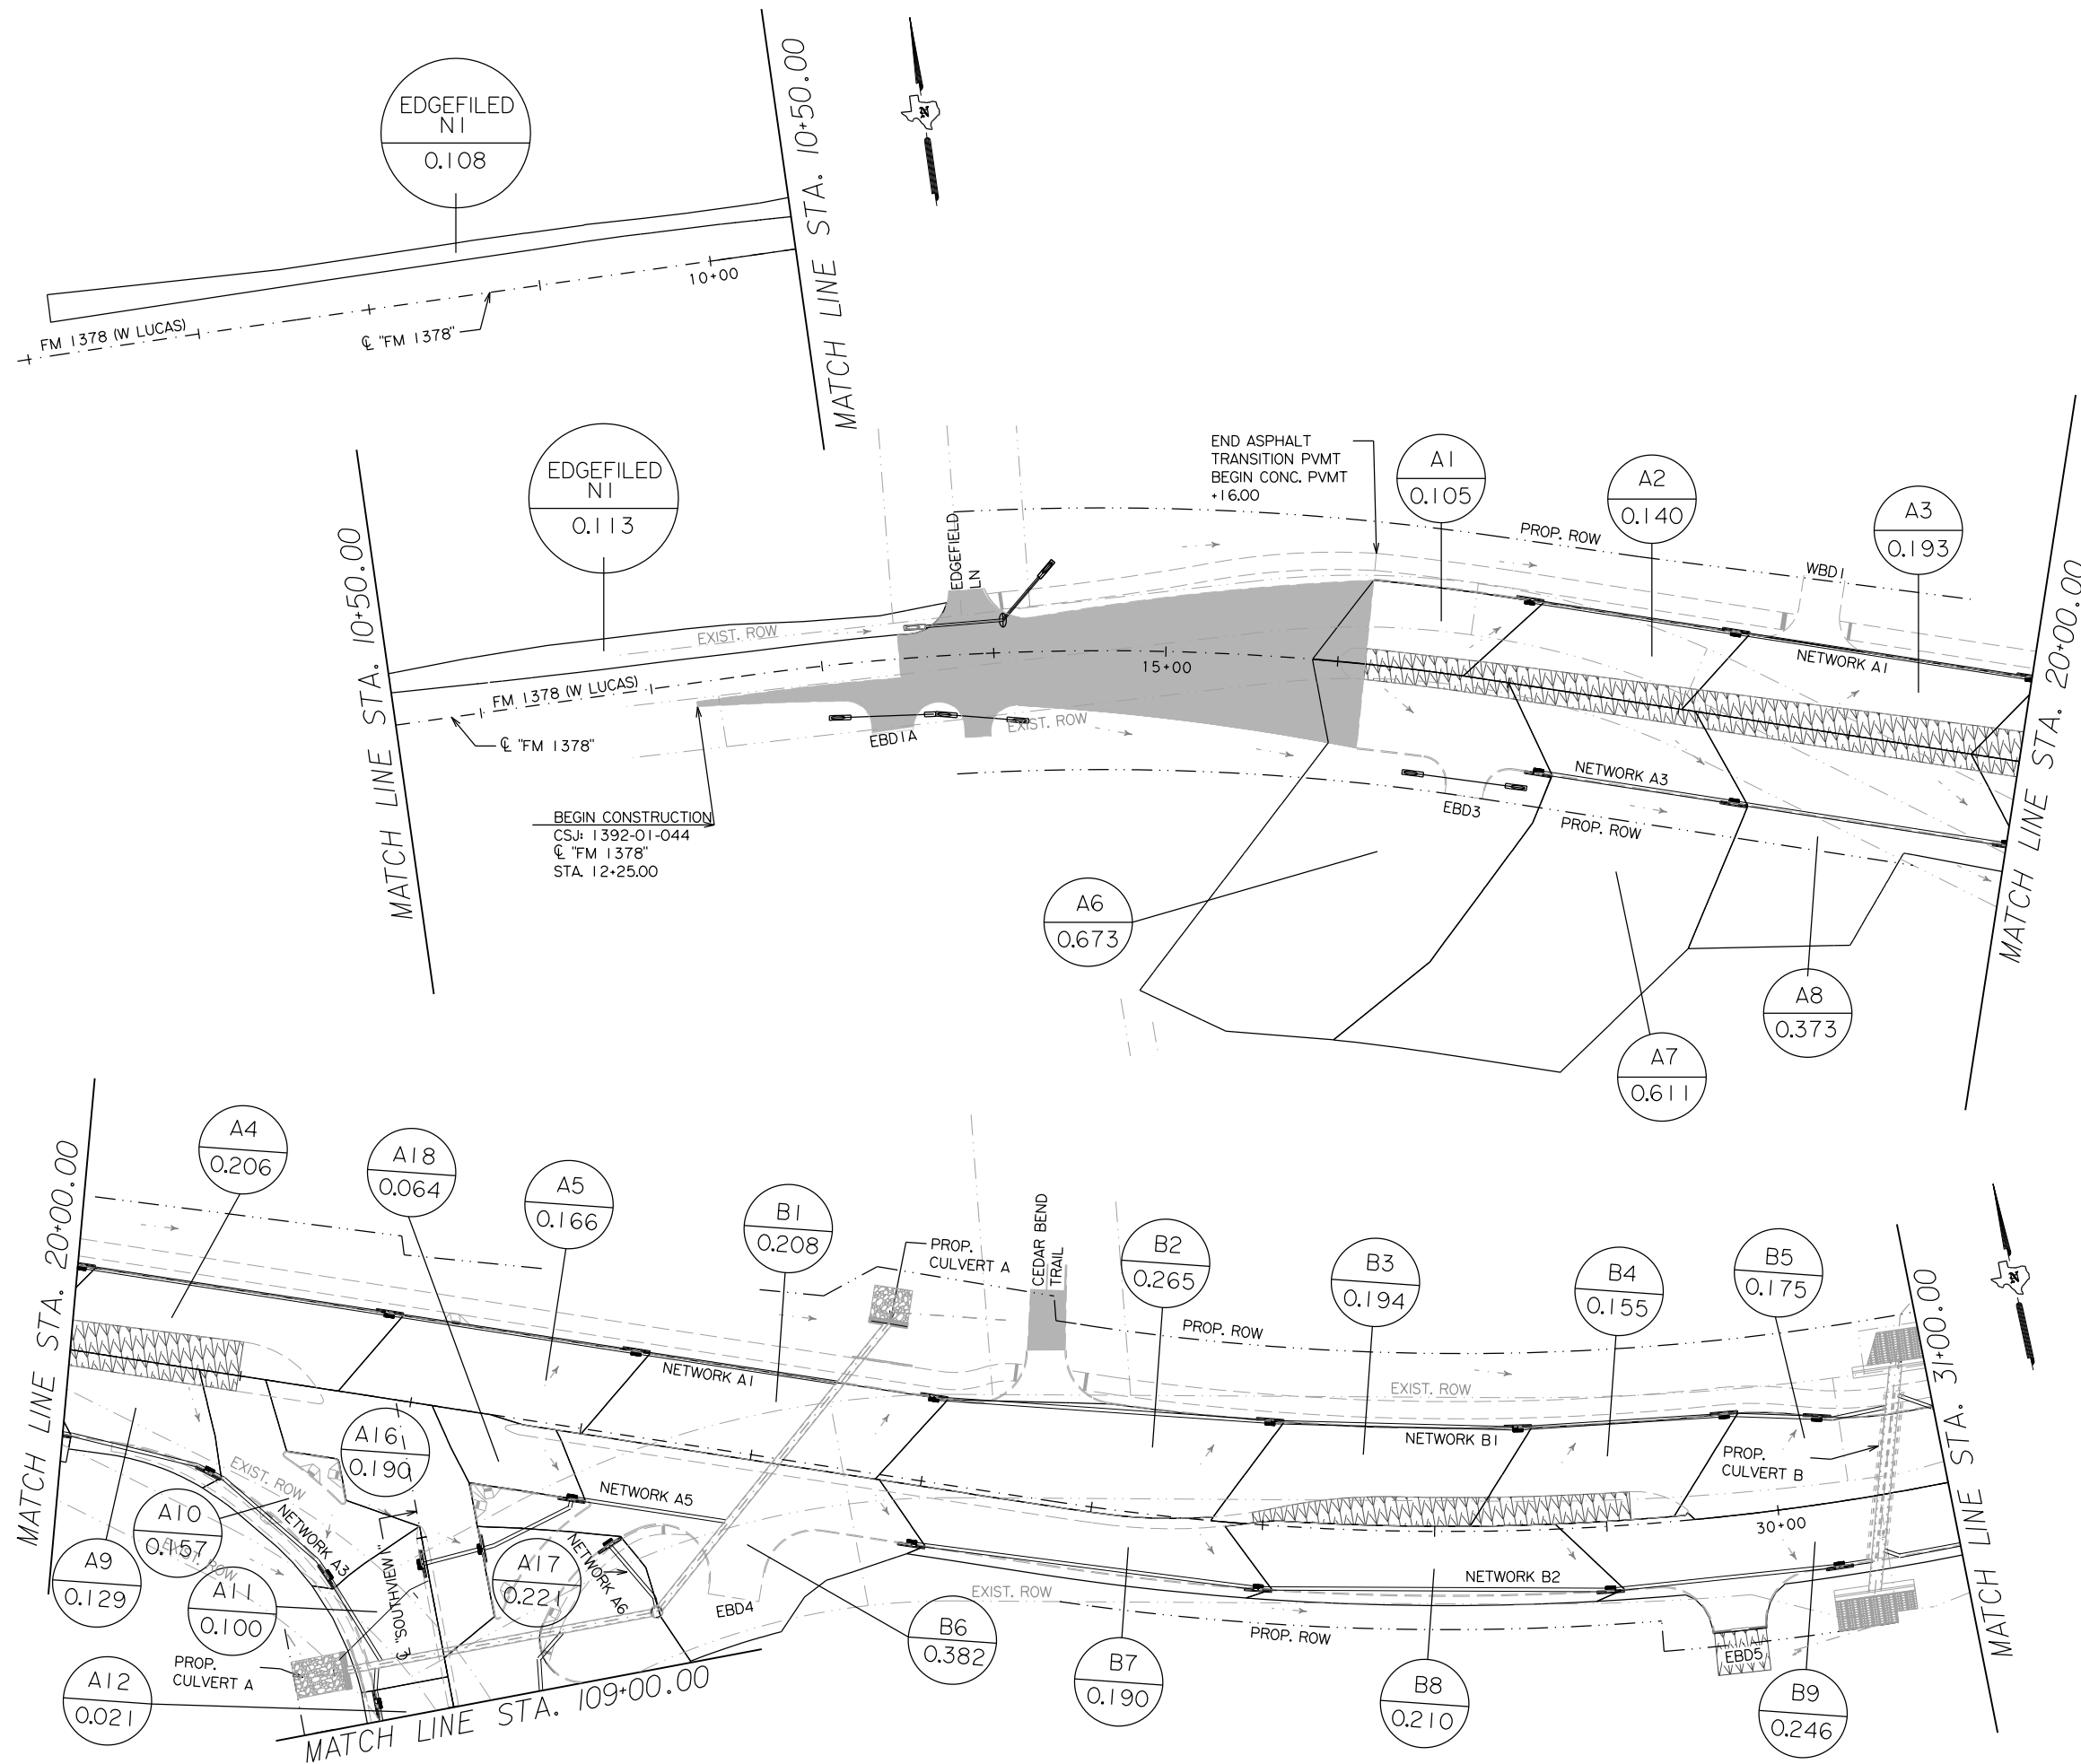 EDGEFILED
N1
0.108
MATCH LINE STA. 10+50.00
N
10+00
FM 1378 (W LUCAS)
℄ "FM 1378"
MATCH LINE STA. 10+50.00
EDGEFILED
N1
0.113
EXIST. ROW
FM 1378 (W LUCAS)
℄ "FM 1378"
EDGEFIELD
LN
END ASPHALT
TRANSITION PVMT
BEGIN CONC. PVMT
+16.00
A1
0.105
A2
0.140
A3
0.193
PROP. ROW
WBD1
NETWORK A1
15+00
EBD1A
EXIST. ROW
BEGIN CONSTRUCTION
CSJ: 1392-01-044
℄ "FM 1378"
STA. 12+25.00
NETWORK A3
EBD3
PROP. ROW
A6
0.673
A7
0.611
A8
0.373
MATCH LINE STA. 20+00.00
MATCH LINE STA. 20+00.00
A4
0.206
A18
0.064
A5
0.166
B1
0.208
PROP.
CULVERT A
CEDAR BEND
TRAIL
B2
0.265
B3
0.194
B4
0.155
B5
0.175
N
PROP. ROW
EXIST. ROW
NETWORK A1
NETWORK B1
PROP.
CULVERT B
30+00
A16
0.190
EXIST. ROW
NETWORK A3
A10
0.157
EXIST. ROW
A9
0.129
A11
0.100
℄ "SOUTHVIEW"
NETWORK A5
A17
0.221
NETWORK A6
EBD4
PROP.
CULVERT A
A12
0.021
MATCH LINE STA. 109+00.00
B6
0.382
EXIST. ROW
NETWORK B2
PROP. ROW
B7
0.190
B8
0.210
EBD5
B9
0.246
MATCH LINE STA. 31+00.00